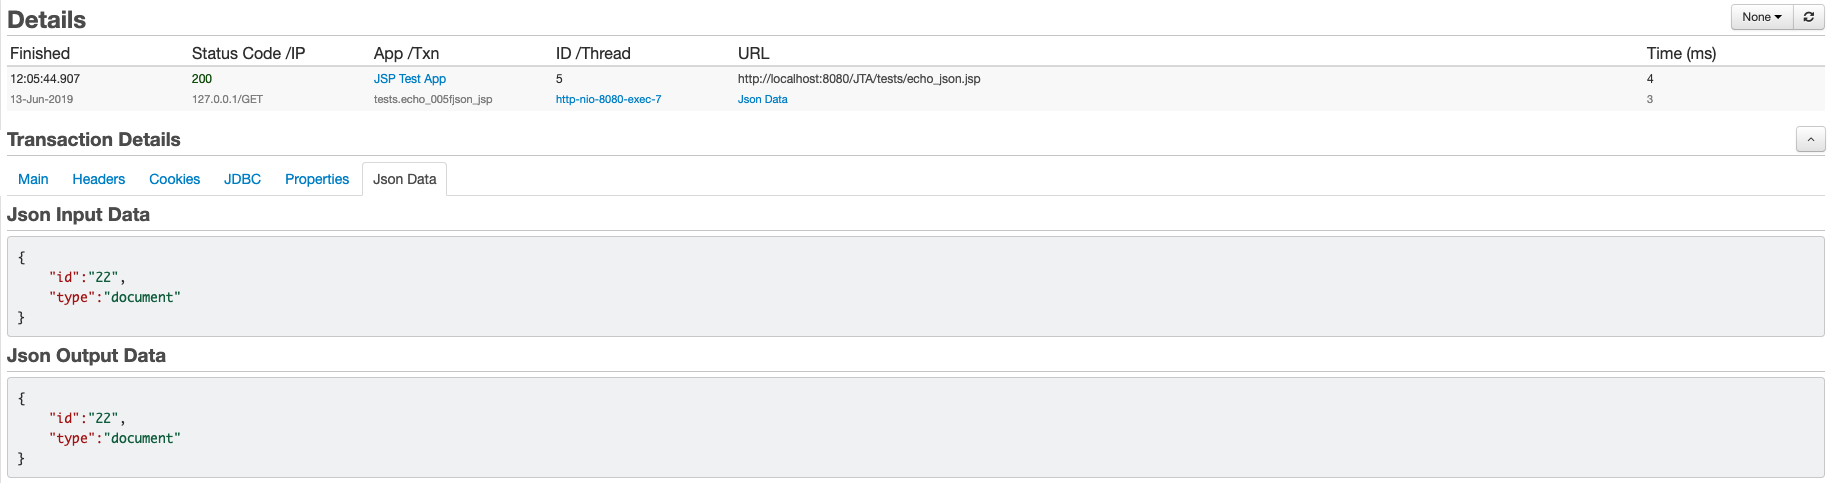 Details
None
Finished Status Code /IP App /Txn ID /Thread URL Time (ms)
12:05:44.907 200 JSP Test App 5 http://localhost:8080/JTA/tests/echo_json.jsp 4
13-Jun-2019 127.0.0.1/GET tests.echo_005fjson_jsp http-nio-8080-exec-7 Json Data 3
Transaction Details
Main Headers Cookies JDBC Properties Json Data
Json Input Data
{
"id":"22",
"type":"document"
}
Json Output Data
{
"id":"22",
"type":"document"
}